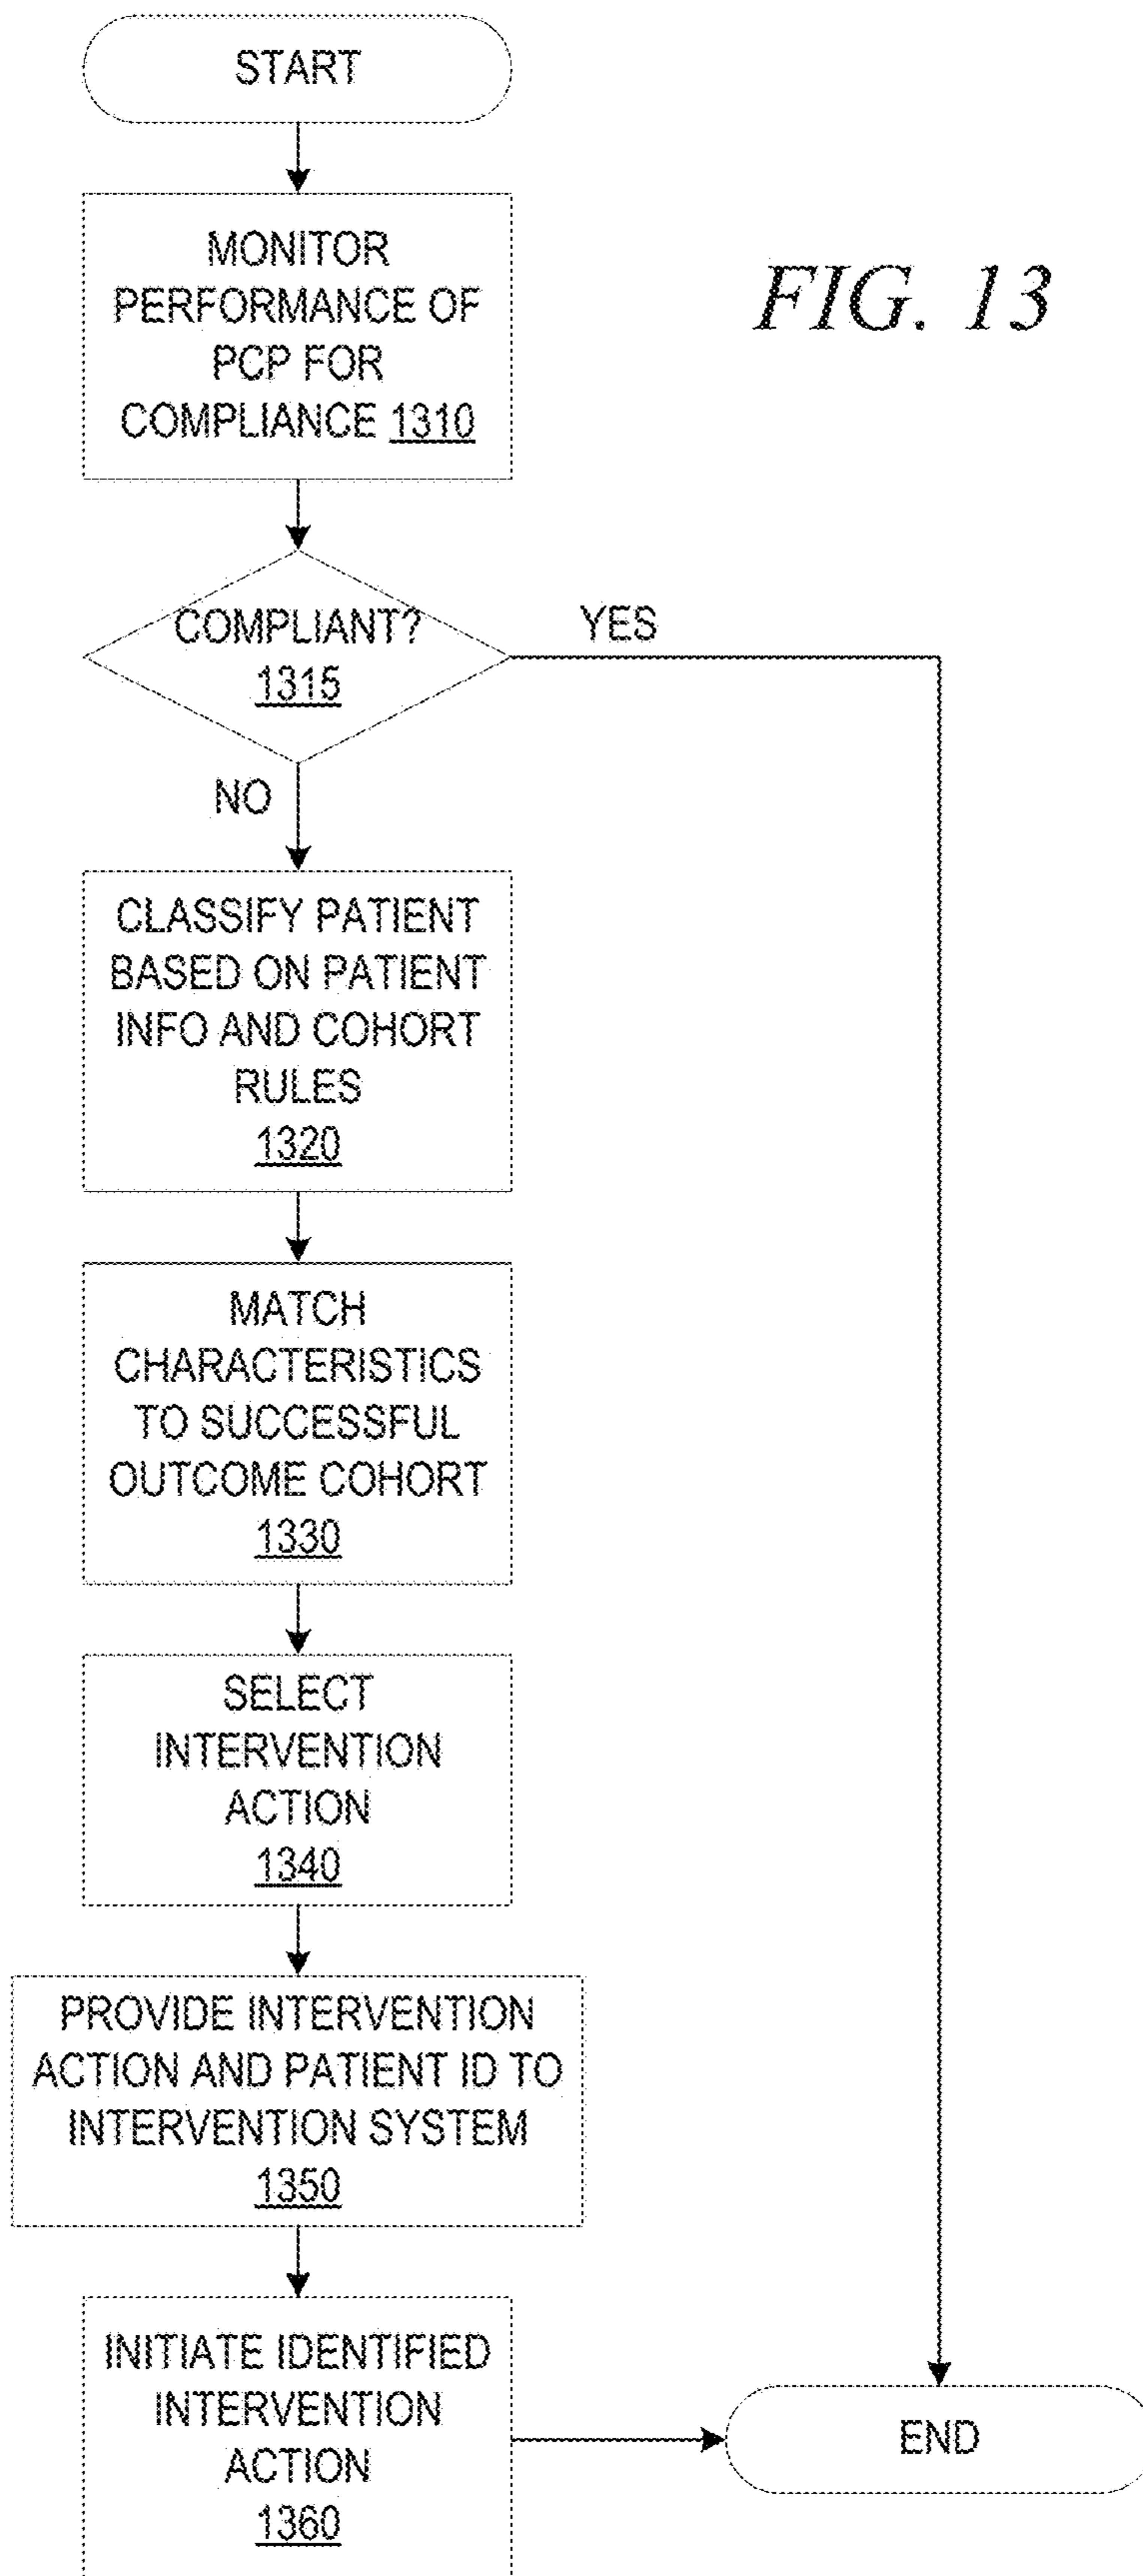 START
MONITOR
PERFORMANCE OF
PCP FOR
COMPLIANCE 1310
FIG. 13
COMPLIANT?
1315
YES
NO
CLASSIFY PATIENT
BASED ON PATIENT
INFO AND COHORT
RULES
1320
MATCH
CHARACTERISTICS
TO SUCCESSFUL
OUTCOME COHORT
1330
SELECT
INTERVENTION
ACTION
1340
PROVIDE INTERVENTION
ACTION AND PATIENT ID TO
INTERVENTION SYSTEM
1350
INITIATE IDENTIFIED
INTERVENTION
ACTION
1360
END